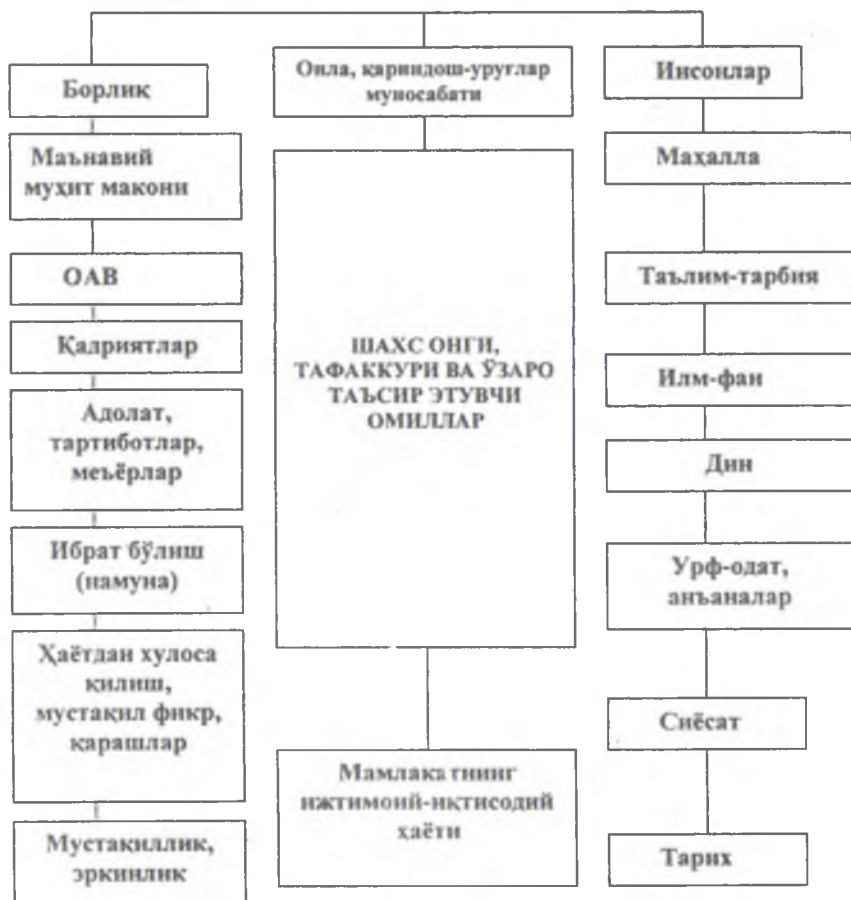 Борлиқ
Маънавий
муҳит макони
ОАВ
Қадриятлар
Адолат,
тартиботлар,
меъёрлар
Ибрат бўлиш
(намуна)
Ҳаётдан хулоса
қилиш,
мустақил фикр,
қарашлар
Мустақиллик,
эркинлик
Оила, қариндош-уруғлар
муносабати
ШАХС ОНГИ,
ТАФАККУРИ ВА ЎЗАРО
ТАЪСИР ЭТУВЧИ
ОМИЛЛАР
Мамлакатнинг
ижтимоий-иқтисодий
ҳаёти
Инсонлар
Маҳалла
Таълим-тарбия
Илм-фан
Дин
Урф-одат,
анъаналар
Сиёсат
Тарих